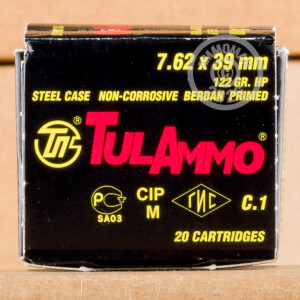 7.62 x 39 mm
122 GR. HP
STEEL CASE NON-CORROSIVE BERDAN PRIMED
TULAMMO®
PCT
SA03
CIP
M
ГИС
C.1
20 CARTRIDGES